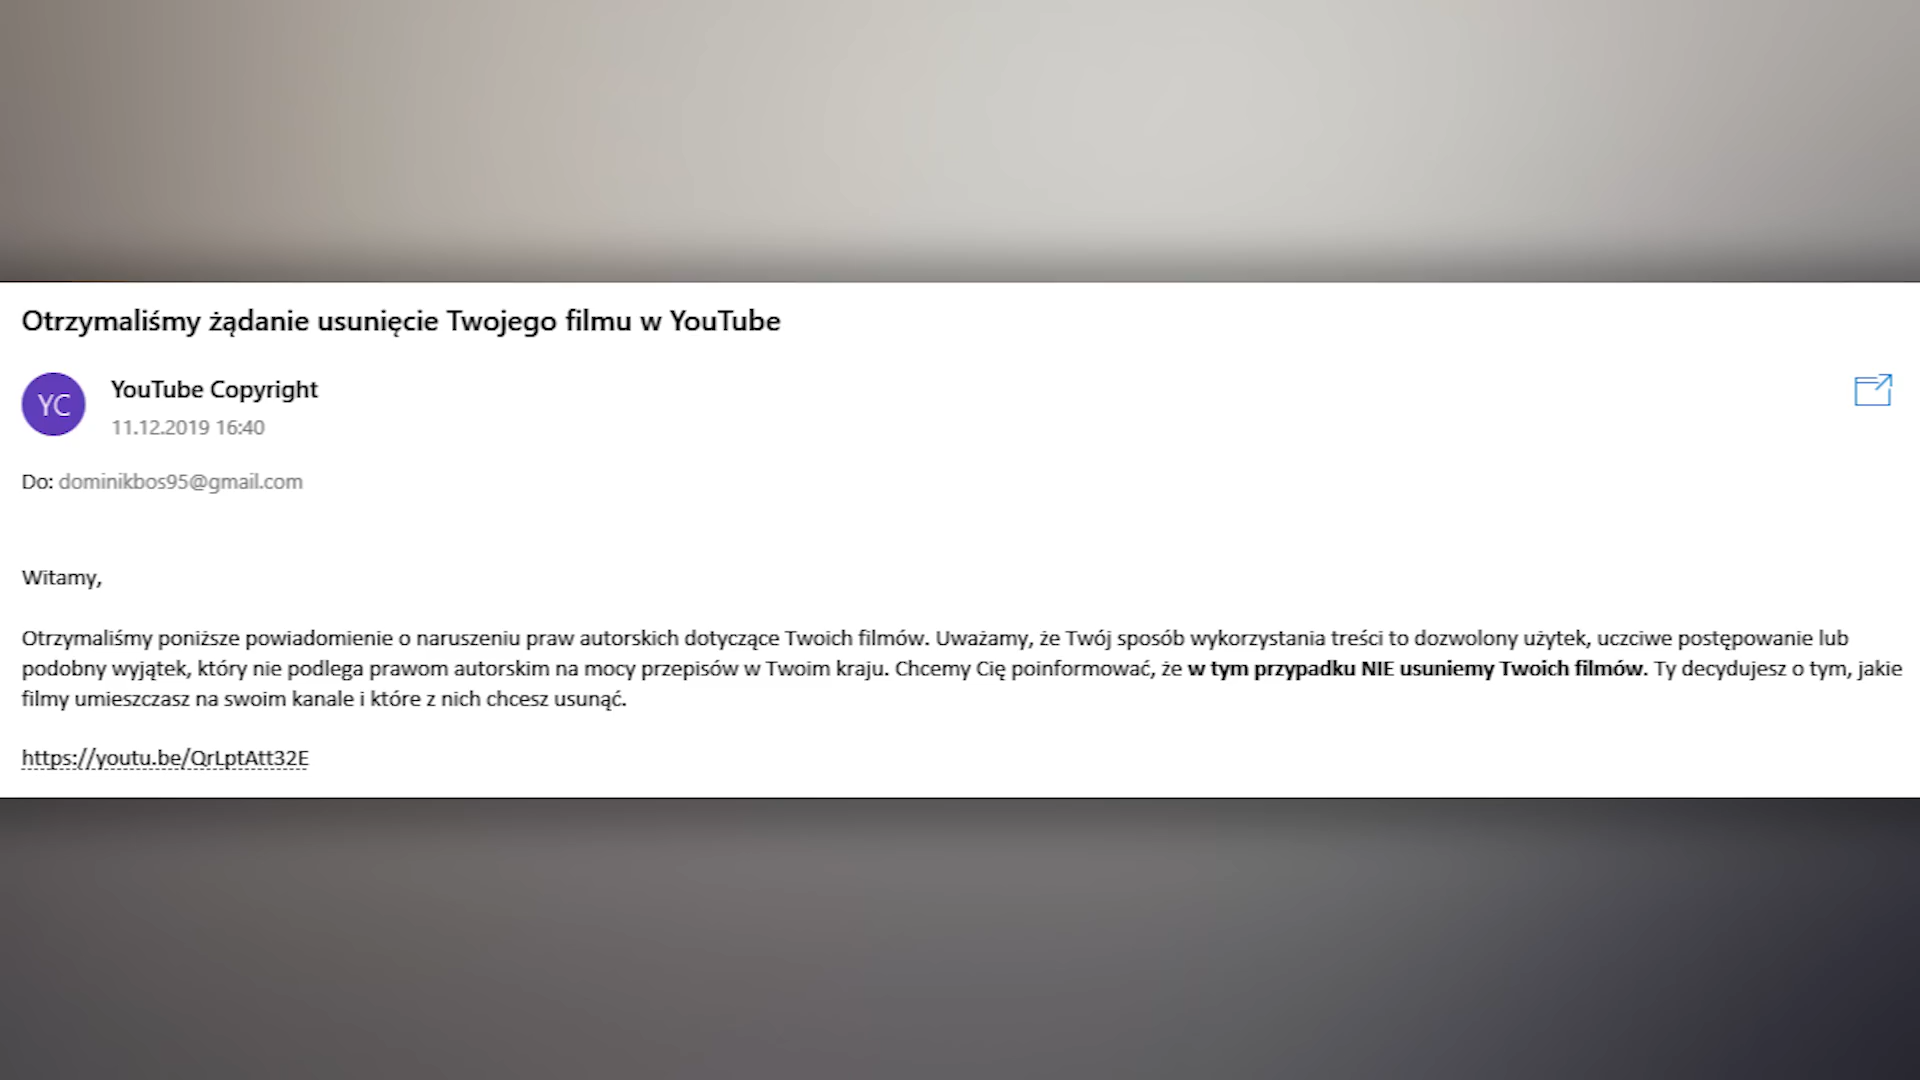 Otrzymaliśmy żądanie usunięcie Twojego filmu w YouTube
YC
YouTube Copyright
11.12.2019 16:40
Do: dominikbos95@gmail.com
Witamy,
Otrzymaliśmy poniższe powiadomienie o naruszeniu praw autorskich dotyczące Twoich filmów. Uważamy, że Twój sposób wykorzystania treści to dozwolony użytek, uczciwe postępowanie lub
podobny wyjątek, który nie podlega prawom autorskim na mocy przepisów w Twoim kraju. Chcemy Cię poinformować, że w tym przypadku NIE usuniemy Twoich filmów. Ty decydujesz o tym, jakie
filmy umieszczasz na swoim kanale i które z nich chcesz usunąć.
https://youtu.be/QrLptAtt32E